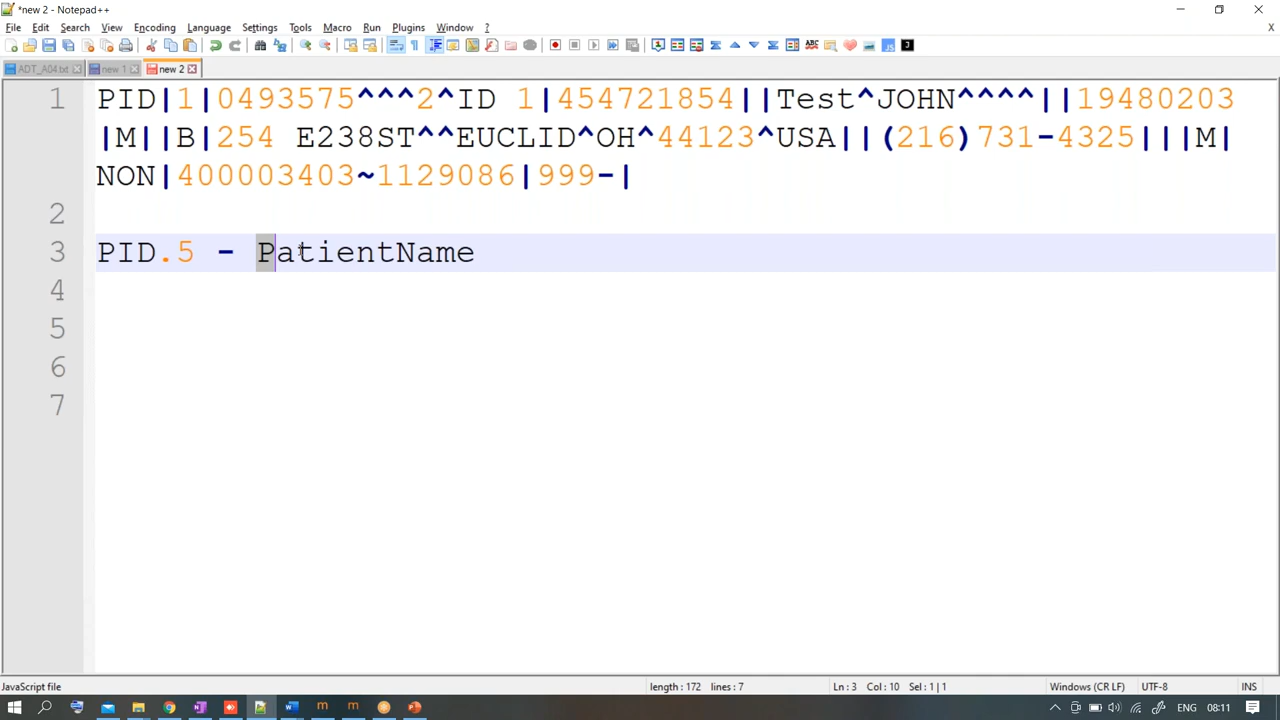 *new 2 - Notepad++
File Edit Search View Encoding Language Settings Tools Macro Run Plugins Window ?
X
ADT_A04.txt new 1 new 2
1 PID|1|0493575^^^2^ID 1|454721854||Test^JOHN^^^^||19480203
|M||B|254 E238ST^^EUCLID^OH^44123^USA||(216)731-4325|||M|
NON|400003403~1129086|999-|
2
3 PID.5 - PatientName
4
5
6
7
JavaScript file length : 172 lines : 7 Ln : 3 Col : 10 Sel : 1 | 1 Windows (CR LF) UTF-8 INS
ENG 08:11